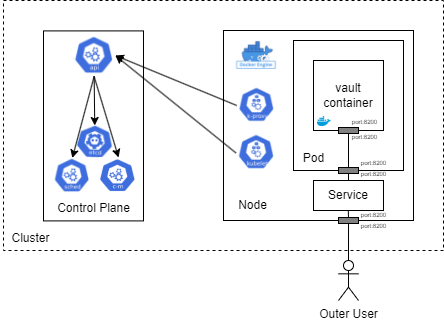 api
etcd
sched
c-m
Control Plane
Cluster
Docker Engine
k-proxy
kubelet
Node
vault
container
port:8200
port:8200
Pod
port:8200
port:8200
Service
port:8200
port:8200
Outer User